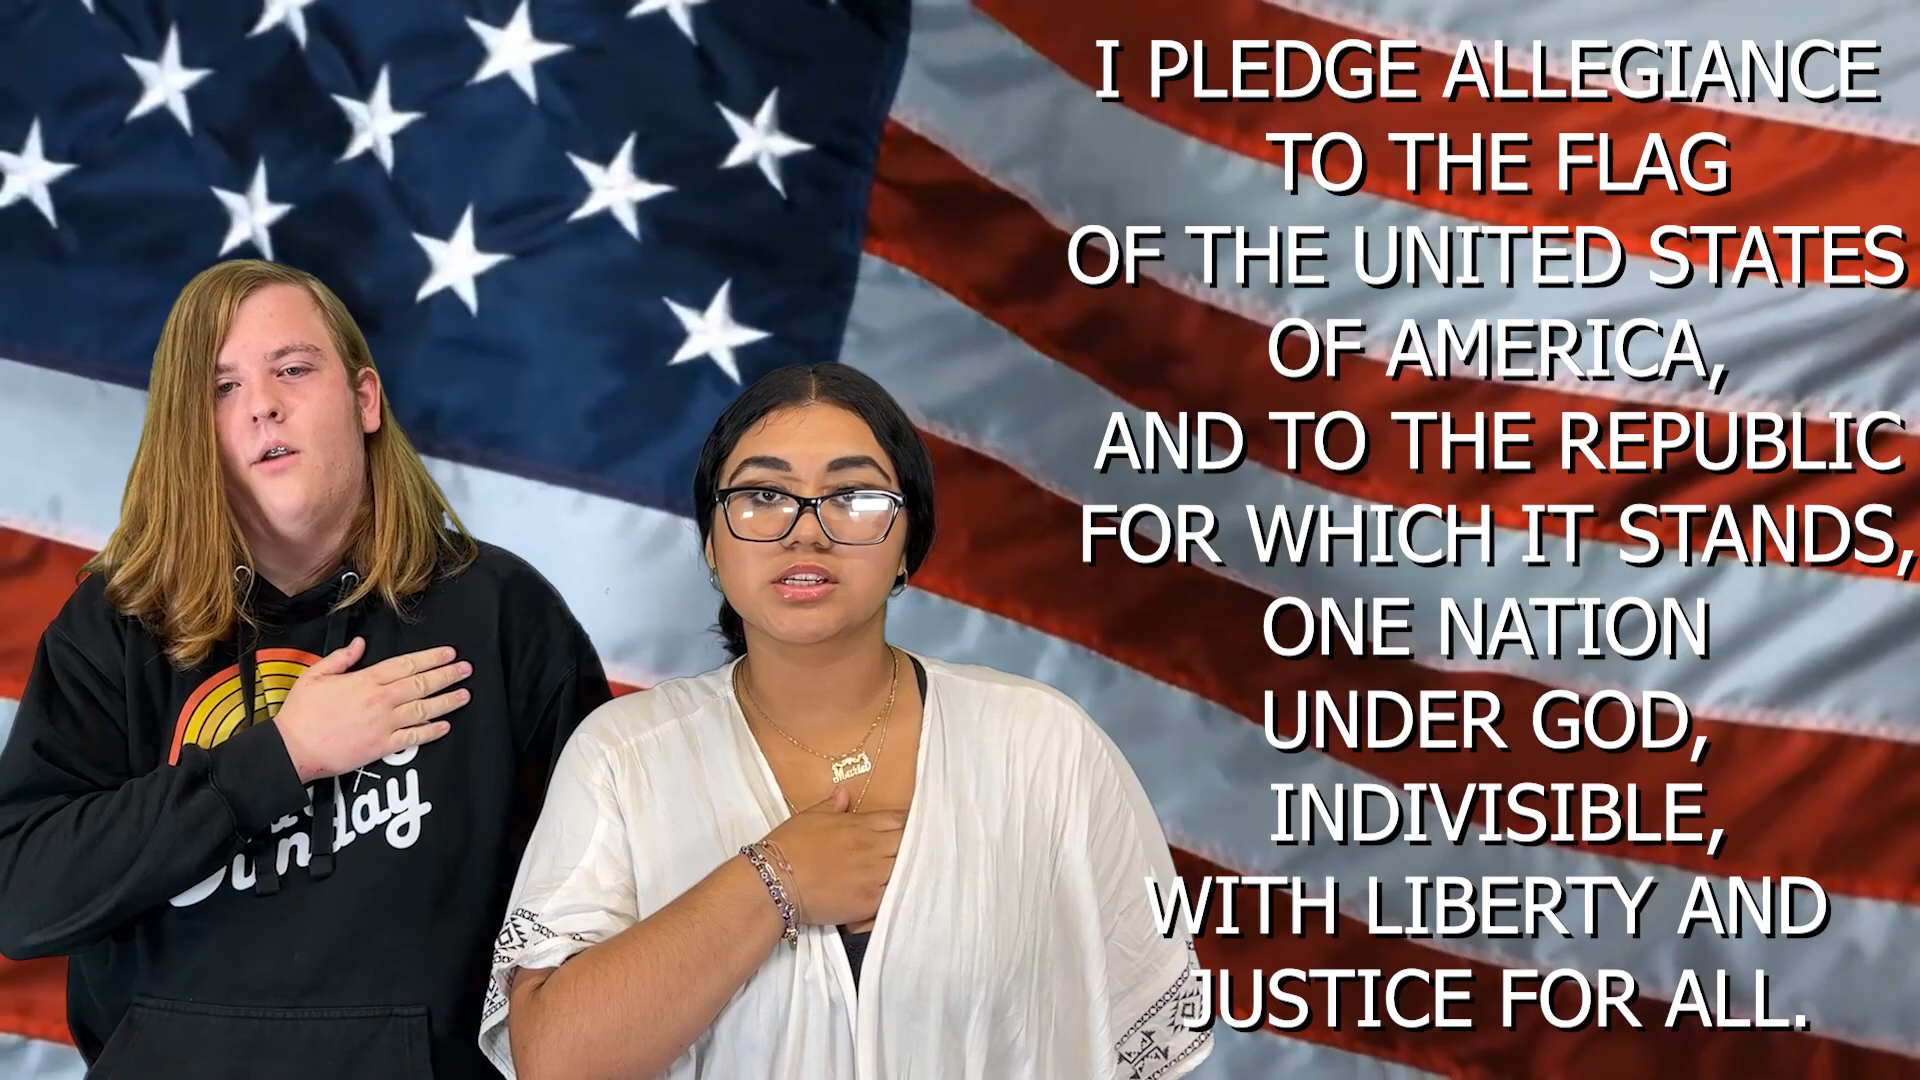 I PLEDGE ALLEGIANCE
TO THE FLAG
OF THE UNITED STATES
OF AMERICA,
AND TO THE REPUBLIC
FOR WHICH IT STANDS,
ONE NATION
UNDER GOD,
INDIVISIBLE,
WITH LIBERTY AND
JUSTICE FOR ALL.
Sunday